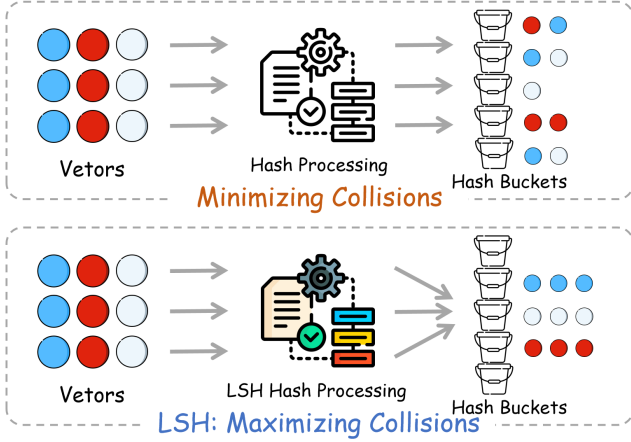 Vetors
Hash Processing
Hash Buckets
Minimizing Collisions
Vetors
LSH Hash Processing
Hash Buckets
LSH: Maximizing Collisions